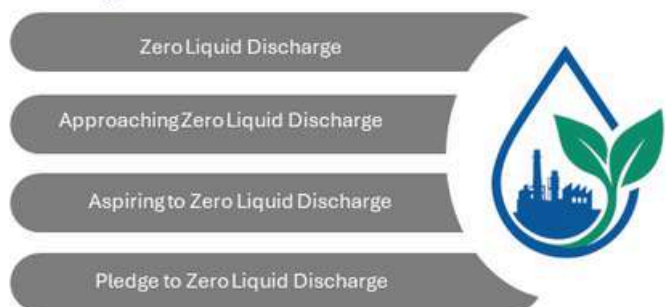 Zero Liquid Discharge
Approaching Zero Liquid Discharge
Aspiring to Zero Liquid Discharge
Pledge to Zero Liquid Discharge